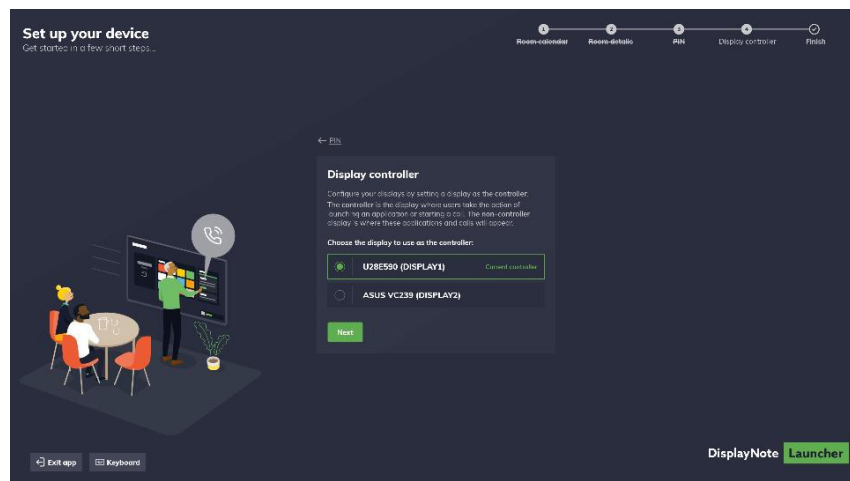 Set up your device
Get started in a few short steps...
1 2 3 4
Room calendar Room details PIN Display controller Finish
← PIN
Display controller
Configure your displays by setting a display as the controller.
The controller is the display where users take the action of
launching an application or starting a call. The non-controller
display is where these applications and calls will appear.
Choose the display to use as the controller:
U28E590 (DISPLAY1) Current controller
ASUS VC239 (DISPLAY2)
Next
Exit app Keyboard
DisplayNote Launcher